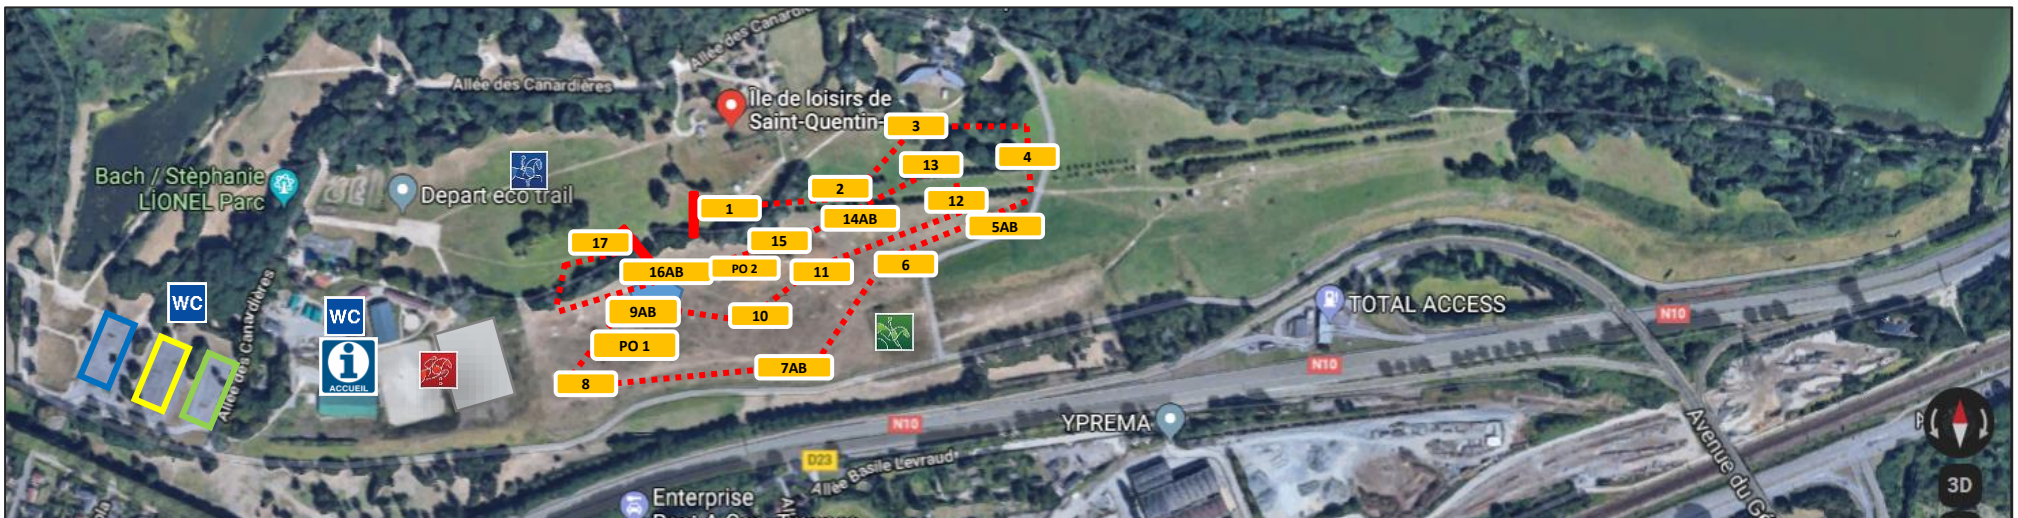 Allée des Canardi
Allée des Canardières
Île de loisirs de
Saint-Quentin-
3
4
13
Bach / Stèphanie
LIONEL Parc
Depart eco trail
2
12
1
14AB
5AB
17
15
16AB
PO 2
11
6
WC
WC
9AB
10
TOTAL ACCESS
N10
PO 1
Allée des Canardières
i
ACCUEIL
8
7AB
N10
N10
YPREMA
D23
Allée Basile Levraud
Avenue du
3D
Enterprise